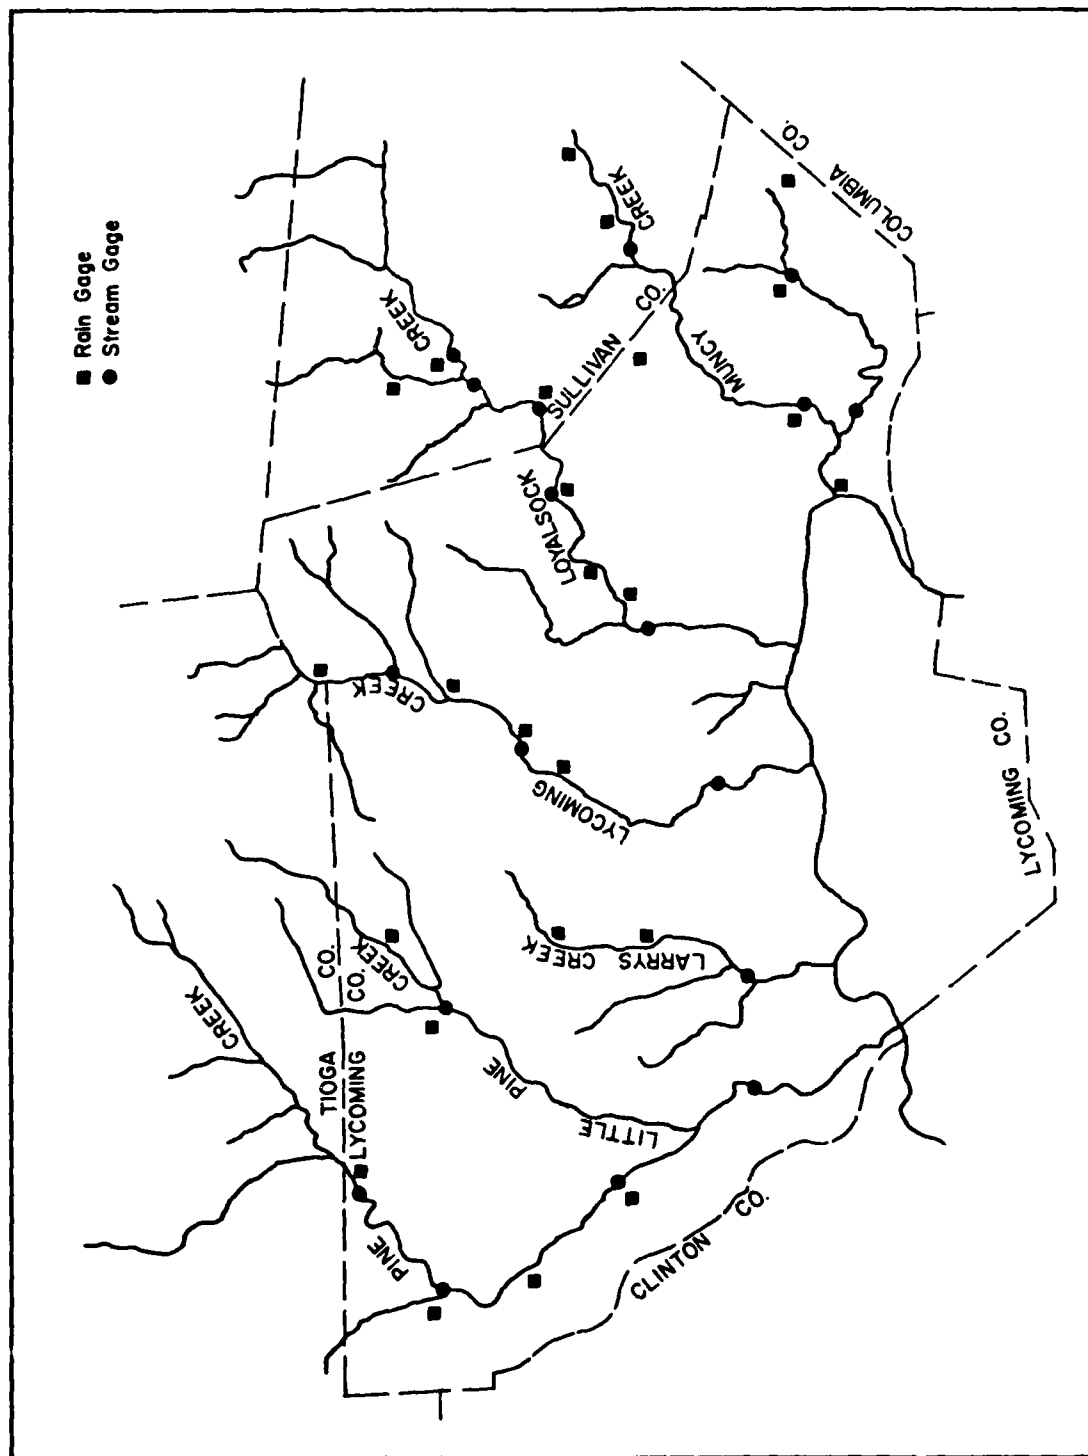 Rain Gage
Stream Gage
CREEK
CREEK
CO.
COLUMBIA
CO.
SULLIVAN
MUNCY
LOYALSOCK
CREEK
LYCOMING
LYCOMING CO.
CREEK
TIOGA CO.
LYCOMING CO.
CREEK
LARRYS CREEK
LITTLE PINE
PINE
CLINTON CO.